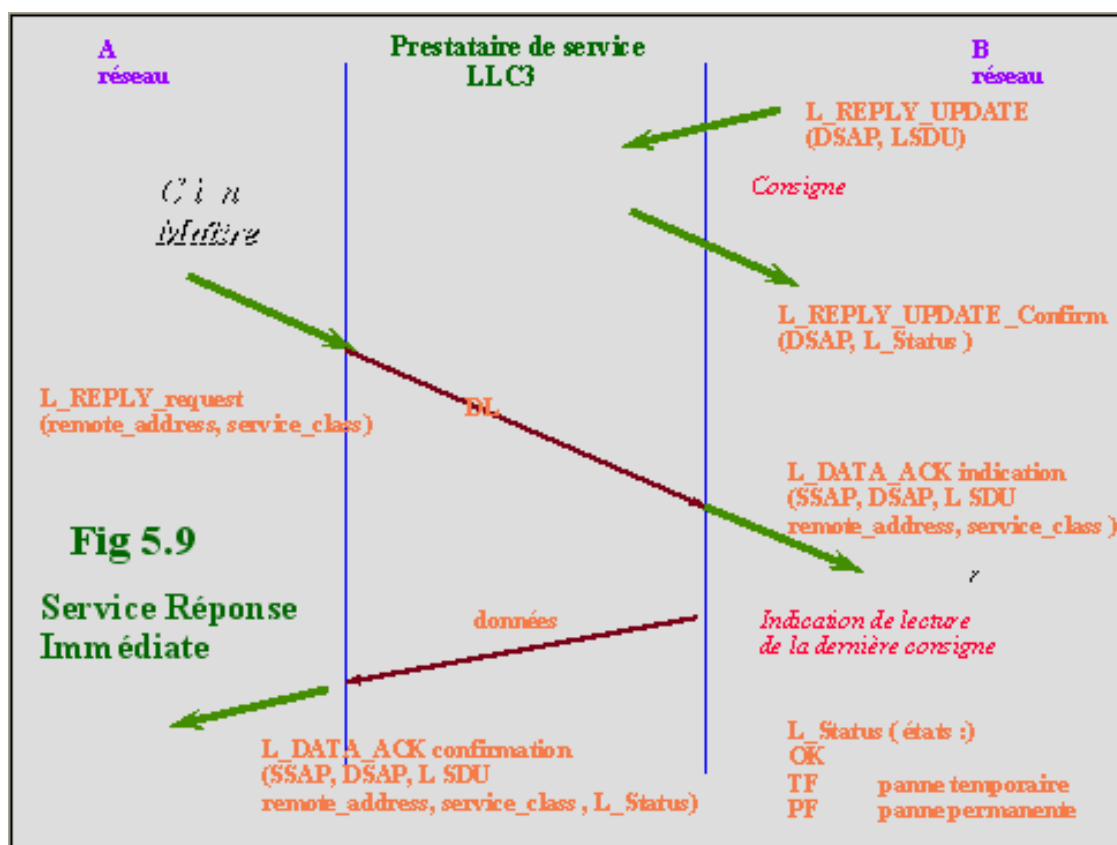 A
réseau
Prestataire de service
LLC3
B
réseau
L_REPLY_UPDATE
(DSAP, LSDU)
Consigne
Maître
L_REPLY_UPDATE_Confirm
(DSAP, L_Status )
L_REPLY_request
(remote_address, service_class )
DL
L_DATA_ACK indication
(SSAP, DSAP, L SDU
remote_address, service_class )
Fig 5.9
Service Réponse
Immédiate
données
Indication de lecture
de la dernière consigne
L_DATA_ACK confirmation
(SSAP, DSAP, L SDU
remote_address, service_class , L_Status)
L_Status ( états :)
OK
TF panne temporaire
PF panne permanente